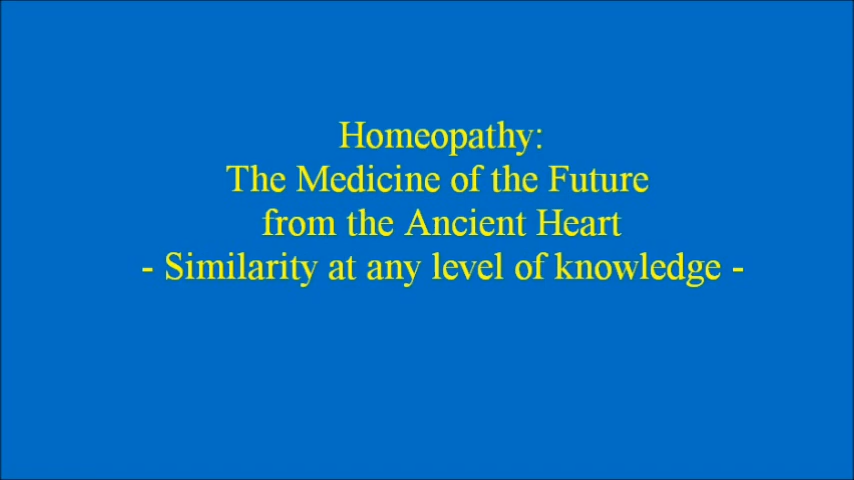 Homeopathy:
The Medicine of the Future
from the Ancient Heart
- Similarity at any level of knowledge -